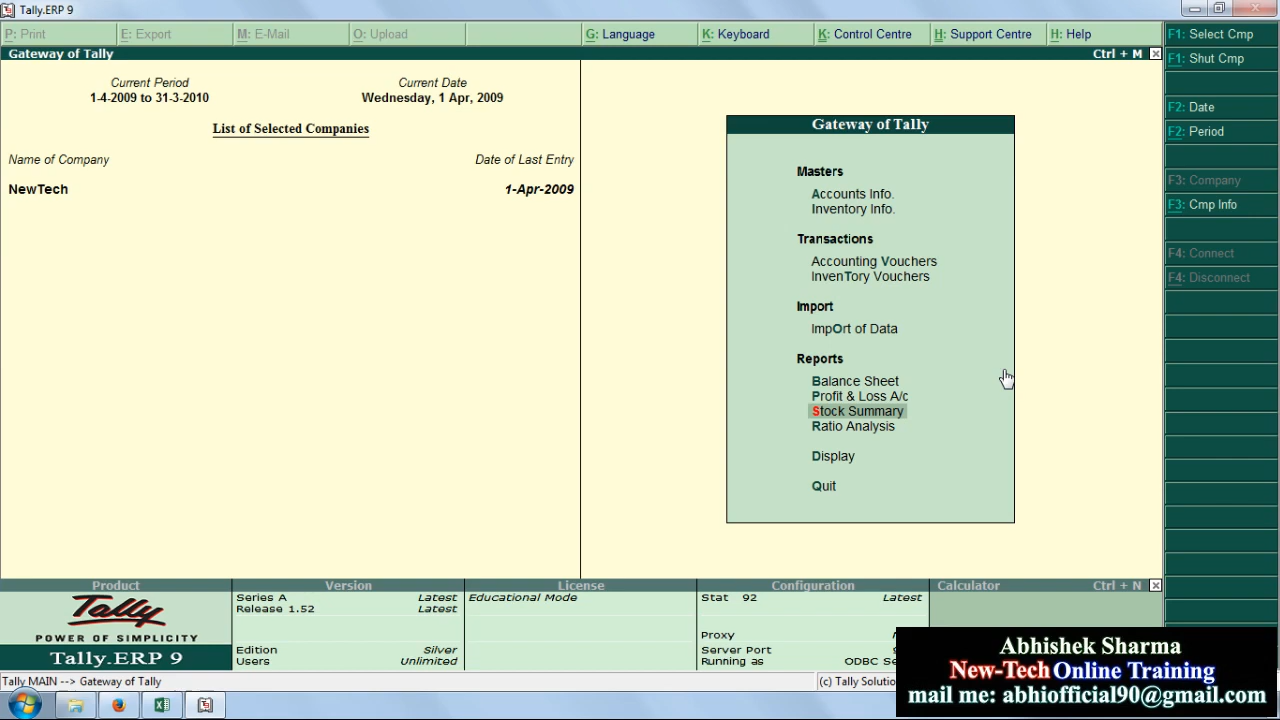 Tally.ERP 9
P: Print
E: Export
M: E-Mail
O: Upload
G: Language
K: Keyboard
K: Control Centre
H: Support Centre
H: Help
Gateway of Tally
Ctrl + M
Current Period
1-4-2009 to 31-3-2010
Current Date
Wednesday, 1 Apr, 2009
List of Selected Companies
Name of Company
Date of Last Entry
NewTech
1-Apr-2009
Gateway of Tally
Masters
Accounts Info.
Inventory Info.
Transactions
Accounting Vouchers
InvenTory Vouchers
Import
ImpOrt of Data
Reports
Balance Sheet
Profit & Loss A/c
Stock Summary
Ratio Analysis
Display
Quit
F1: Select Cmp
F1: Shut Cmp
F2: Date
F2: Period
F3: Company
F3: Cmp Info
F4: Connect
F4: Disconnect
Product
Tally
POWER OF SIMPLICITY
Tally.ERP 9
Version
Series A Latest
Release 1.52 Latest
Edition Silver
Users Unlimited
License
Educational Mode
Configuration
Stat 92 Latest
Proxy
Server Port
Running as ODBC
Calculator
Ctrl + N
Tally MAIN --> Gateway of Tally
(c) Tally
Abhishek Sharma
New-Tech Online Training
mail me: abhiofficial90@gmail.com